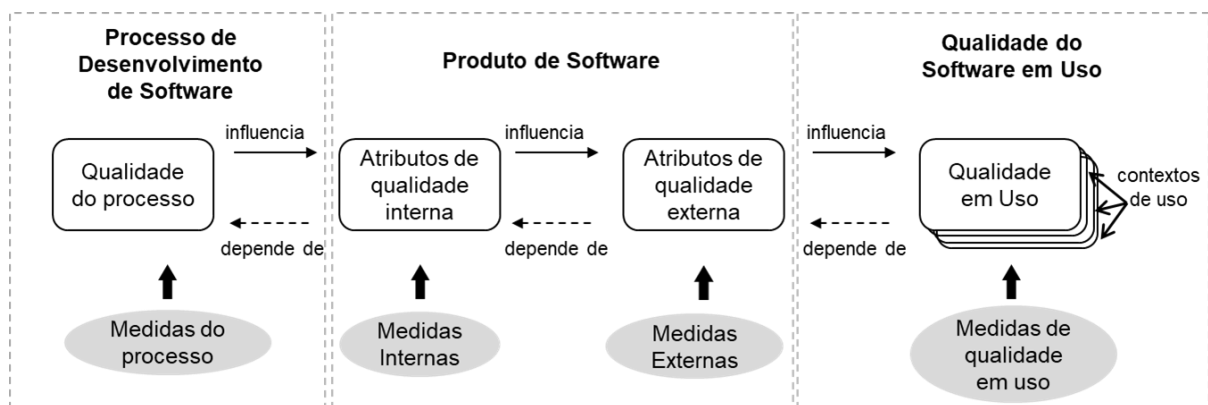 Processo de
Desenvolvimento
de Software
Produto de Software
Qualidade do
Software em Uso
influencia
influencia
influencia
Qualidade
do processo
Atributos de
qualidade
interna
Atributos de
qualidade
externa
Qualidade
em Uso
contextos
de uso
depende de
depende de
depende de
Medidas do
processo
Medidas
Internas
Medidas
Externas
Medidas de
qualidade
em uso